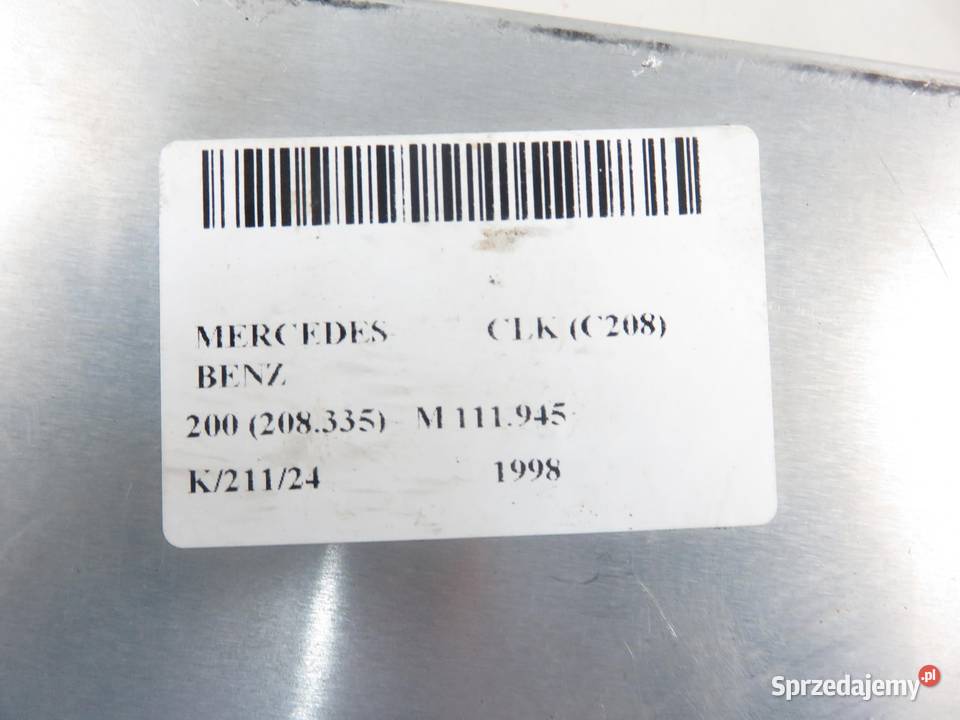 MERCEDES-BENZ CLK (C208)
200 (208.335) M 111.945
K/211/24 1998
Sprzedajemy.pl